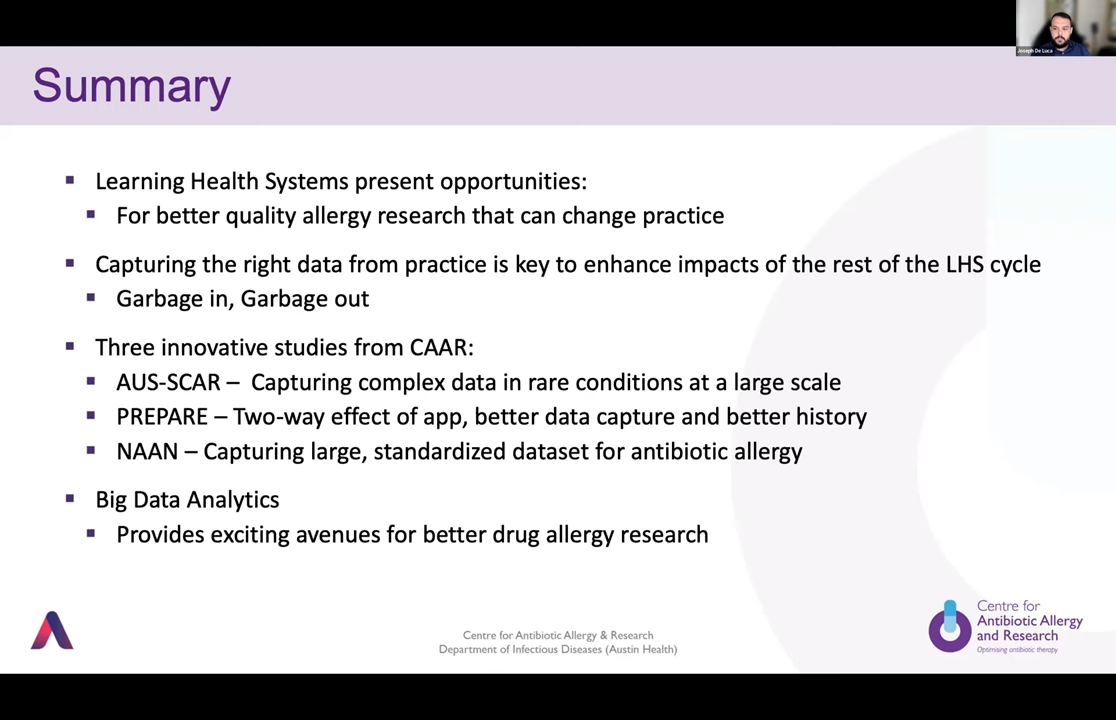 Joseph De Luca
Summary
Learning Health Systems present opportunities:
For better quality allergy research that can change practice
Capturing the right data from practice is key to enhance impacts of the rest of the LHS cycle
Garbage in, Garbage out
Three innovative studies from CAAR:
AUS-SCAR – Capturing complex data in rare conditions at a large scale
PREPARE – Two-way effect of app, better data capture and better history
NAAN – Capturing large, standardized dataset for antibiotic allergy
Big Data Analytics
Provides exciting avenues for better drug allergy research
Centre for Antibiotic Allergy & Research
Department of Infectious Diseases (Austin Health)
Centre for
Antibiotic Allergy
and Research
Optimising antibiotic therapy